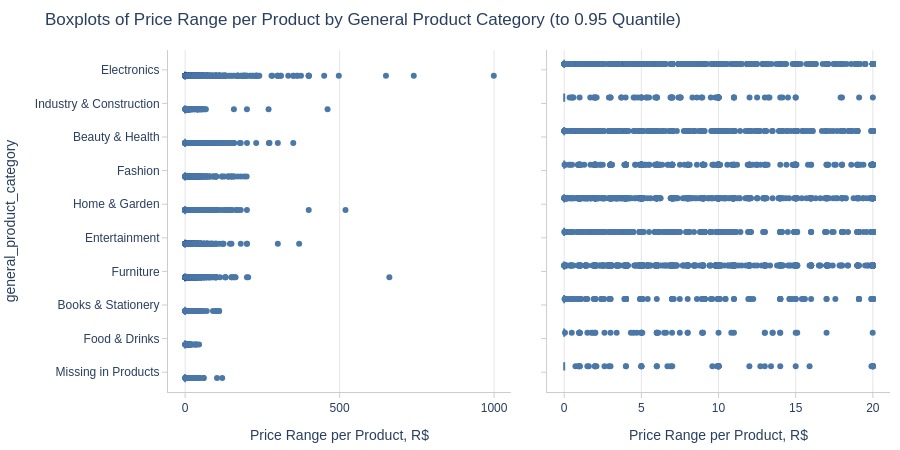 Boxplots of Price Range per Product by General Product Category (to 0.95 Quantile)
general_product_category
Electronics
Industry & Construction
Beauty & Health
Fashion
Home & Garden
Entertainment
Furniture
Books & Stationery
Food & Drinks
Missing in Products
0 500 1000
0 5 10 15 20
Price Range per Product, R$
Price Range per Product, R$